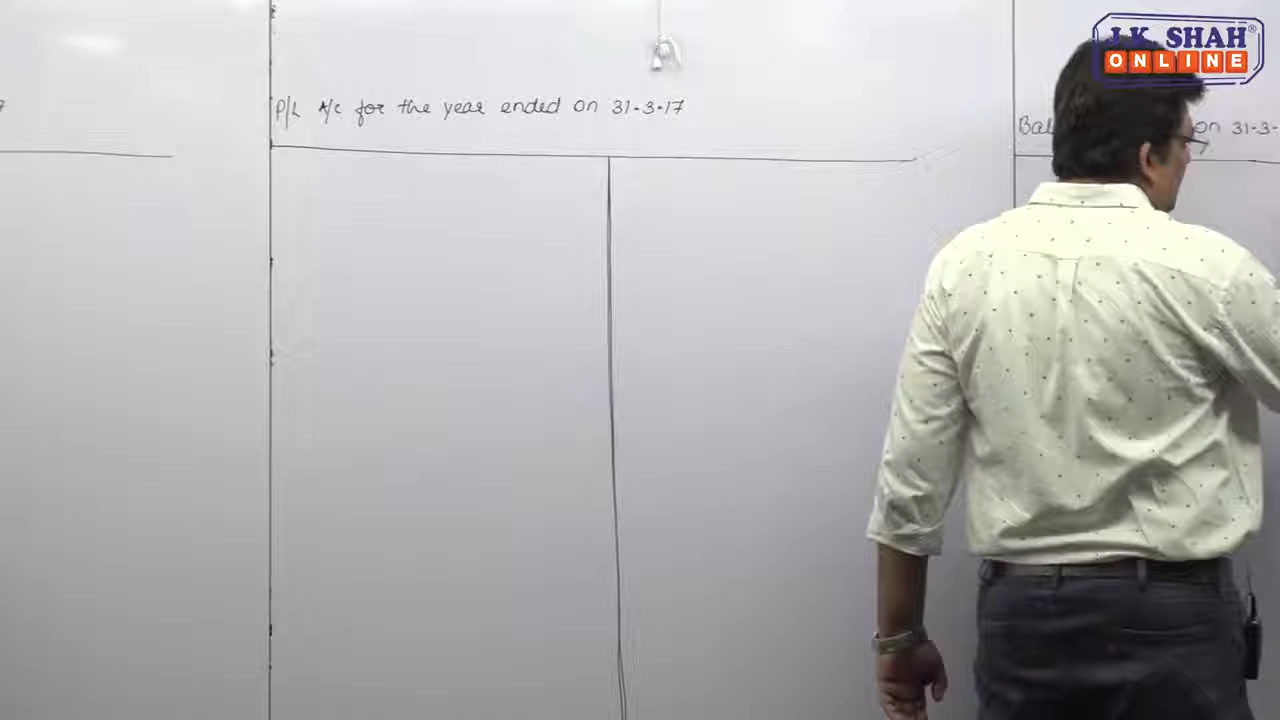 J.K. SHAH®
ONLINE
P/L A/c for the year ended on 31-3-17
Bal on 31-3-